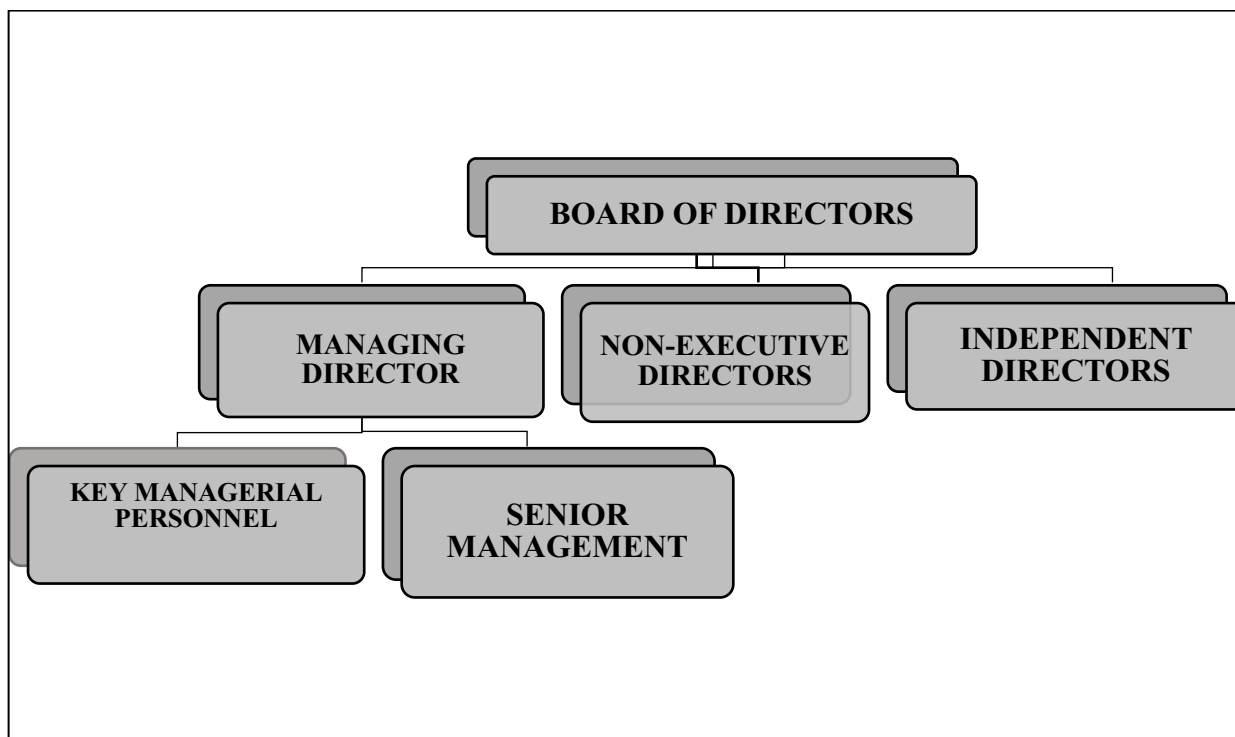 BOARD OF DIRECTORS
MANAGING
DIRECTOR
NON-EXECUTIVE
DIRECTORS
INDEPENDENT
DIRECTORS
KEY MANAGERIAL
PERSONNEL
SENIOR
MANAGEMENT